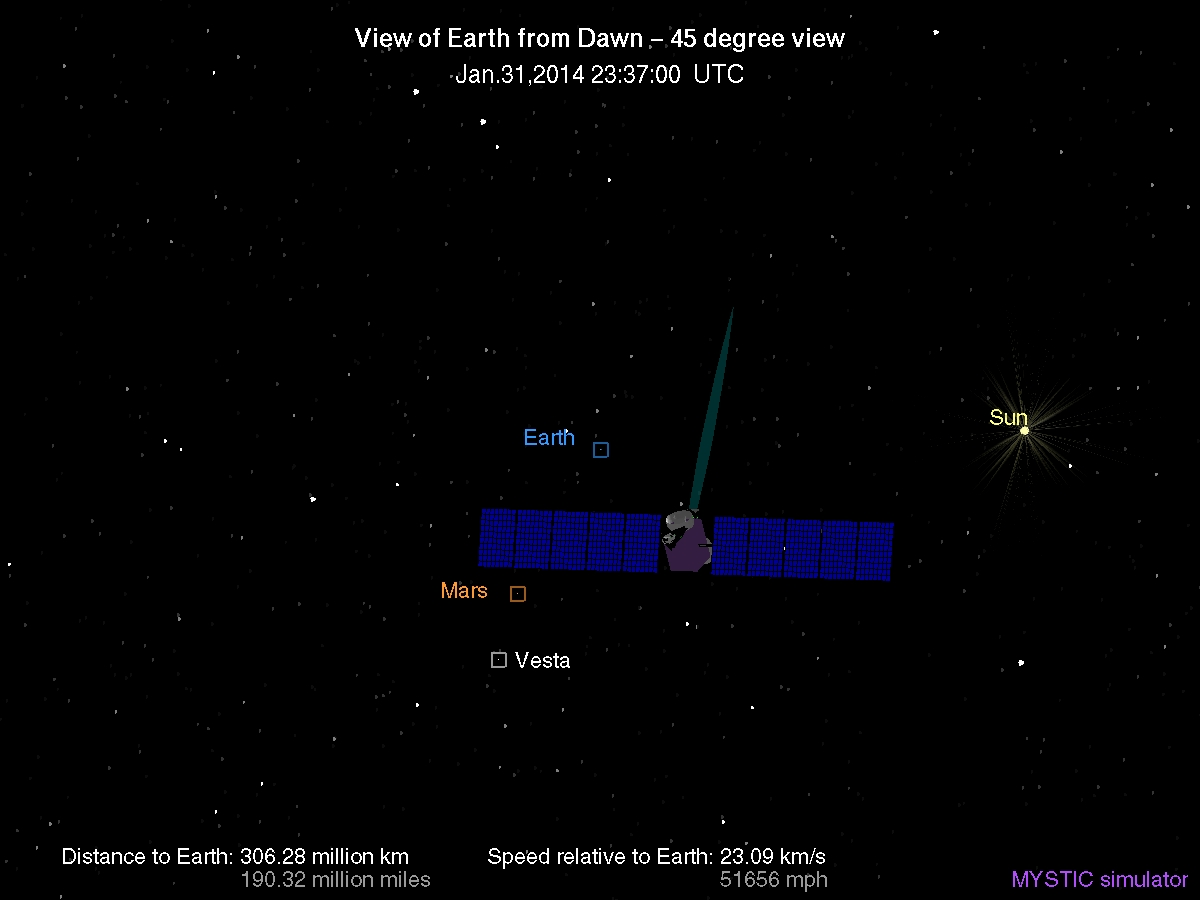 View of Earth from Dawn – 45 degree view
Jan.31,2014 23:37:00 UTC
Sun
Earth
Mars
Vesta
Distance to Earth: 306.28 million km
190.32 million miles
Speed relative to Earth: 23.09 km/s
51656 mph
MYSTIC simulator